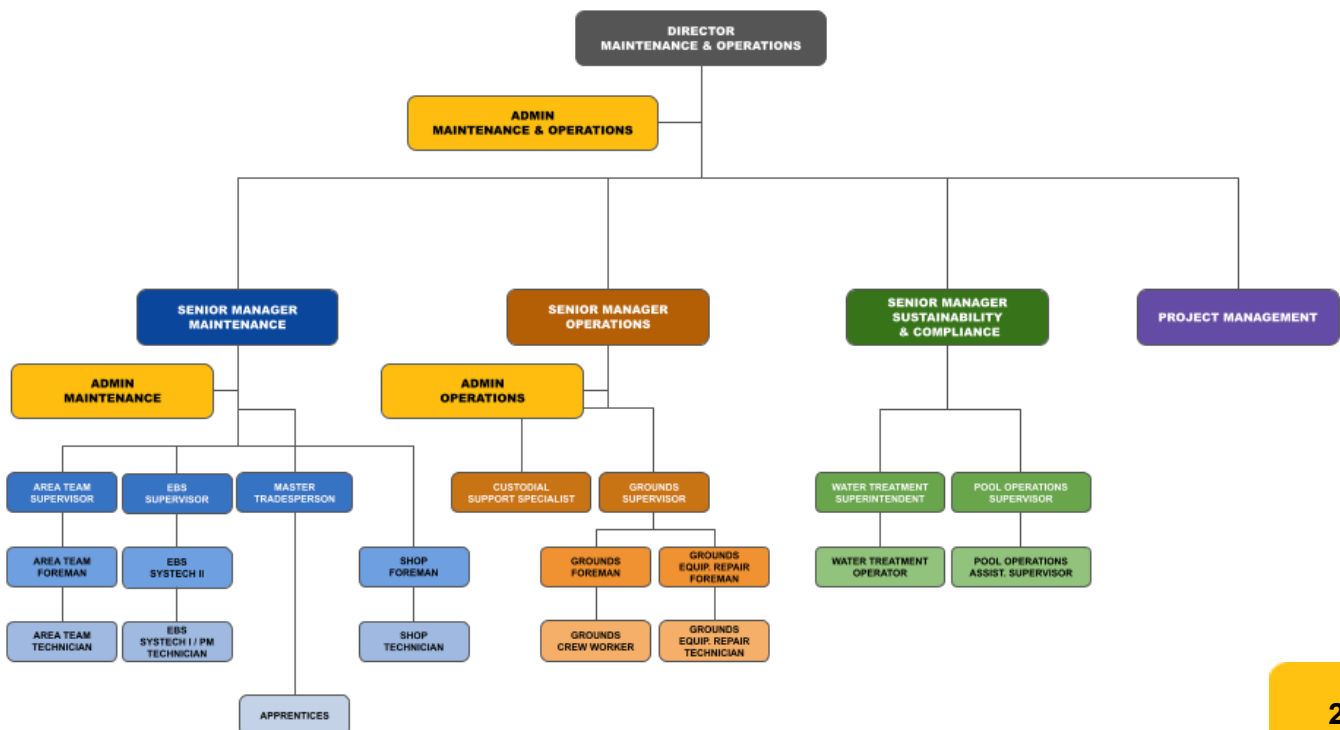 DIRECTOR
MAINTENANCE & OPERATIONS
ADMIN
MAINTENANCE & OPERATIONS
SENIOR MANAGER
MAINTENANCE
SENIOR MANAGER
OPERATIONS
SENIOR MANAGER
SUSTAINABILITY
& COMPLIANCE
PROJECT MANAGEMENT
ADMIN
MAINTENANCE
ADMIN
OPERATIONS
AREA TEAM
SUPERVISOR
EBS
SUPERVISOR
MASTER
TRADESPERSON
CUSTODIAL
SUPPORT SPECIALIST
GROUNDS
SUPERVISOR
WATER TREATMENT
SUPERINTENDENT
POOL OPERATIONS
SUPERVISOR
AREA TEAM
FOREMAN
EBS
SYSTECH II
SHOP
FOREMAN
GROUNDS
FOREMAN
GROUNDS
EQUIP. REPAIR
FOREMAN
WATER TREATMENT
OPERATOR
POOL OPERATIONS
ASSIST. SUPERVISOR
AREA TEAM
TECHNICIAN
EBS
SYSTECH I / PM
TECHNICIAN
SHOP
TECHNICIAN
GROUNDS
CREW WORKER
GROUNDS
EQUIP. REPAIR
TECHNICIAN
APPRENTICES
2